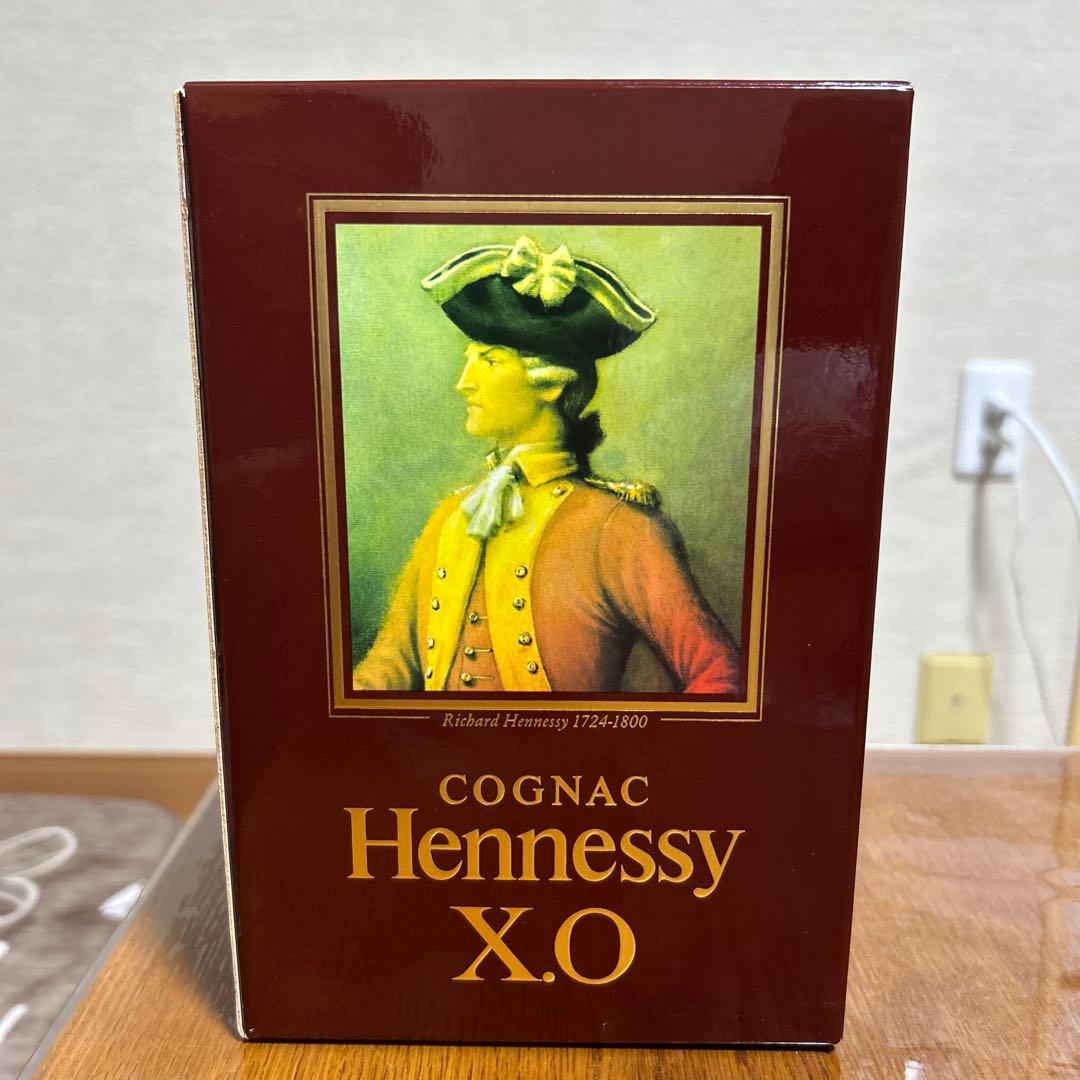 Richard Hennessy 1724-1800
COGNAC
Hennessy
X.O